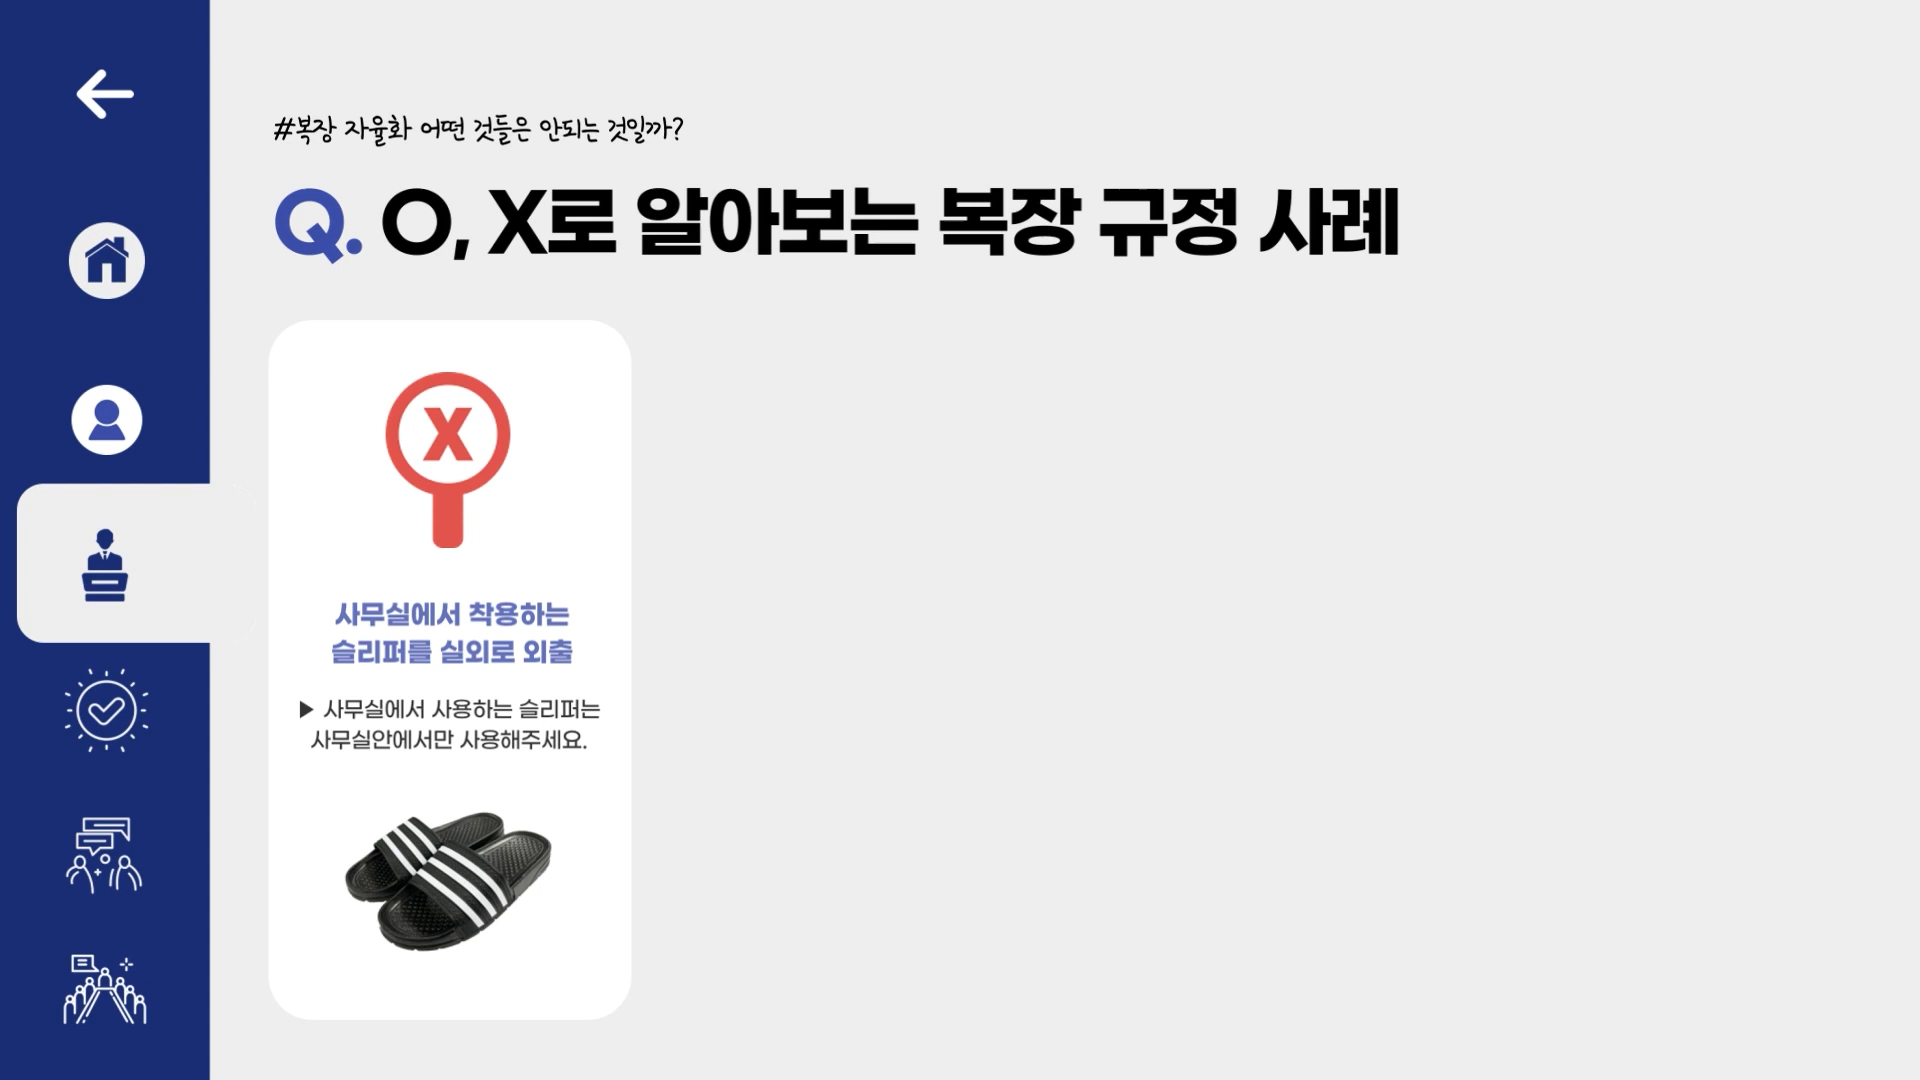 #복장 자율화 어떤 것들은 안되는 것일까?
Q. O, X로 알아보는 복장 규정 사례
X
사무실에서 착용하는
슬리퍼를 실외로 외출
▶ 사무실에서 사용하는 슬리퍼는
사무실안에서만 사용해주세요.